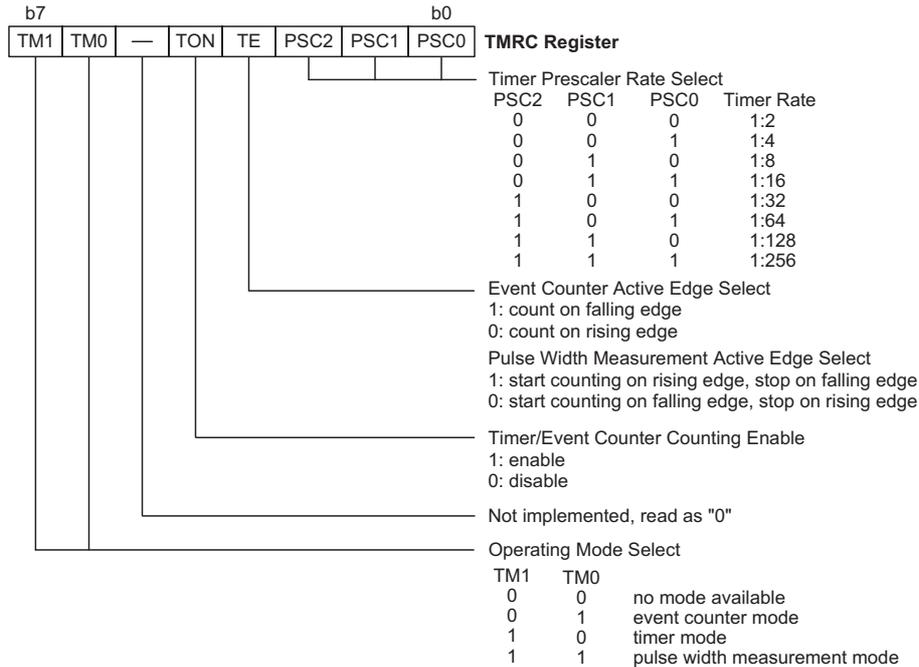 b7 b0
TM1 TM0 — TON TE PSC2 PSC1 PSC0 TMRC Register
Timer Prescaler Rate Select
PSC2 PSC1 PSC0 Timer Rate
0 0 0 1:2
0 0 1 1:4
0 1 0 1:8
0 1 1 1:16
1 0 0 1:32
1 0 1 1:64
1 1 0 1:128
1 1 1 1:256
Event Counter Active Edge Select
1: count on falling edge
0: count on rising edge
Pulse Width Measurement Active Edge Select
1: start counting on rising edge, stop on falling edge
0: start counting on falling edge, stop on rising edge
Timer/Event Counter Counting Enable
1: enable
0: disable
Not implemented, read as "0"
Operating Mode Select
TM1 TM0
0 0 no mode available
0 1 event counter mode
1 0 timer mode
1 1 pulse width measurement mode